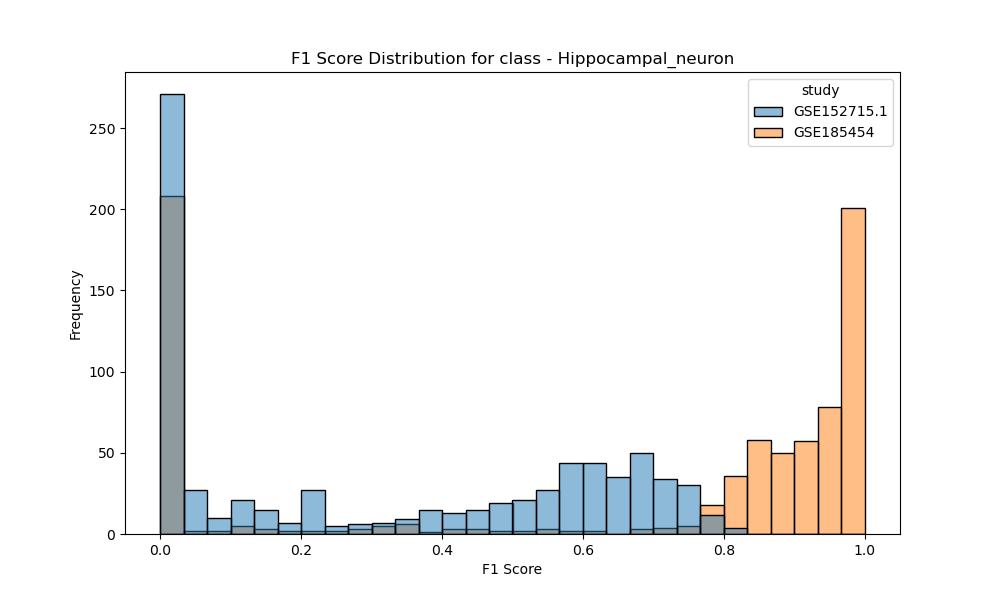 F1 Score Distribution for class - Hippocampal_neuron
study
GSE152715.1
GSE185454
Frequency
250
200
150
100
50
0
0.0 0.2 0.4 0.6 0.8 1.0
F1 Score